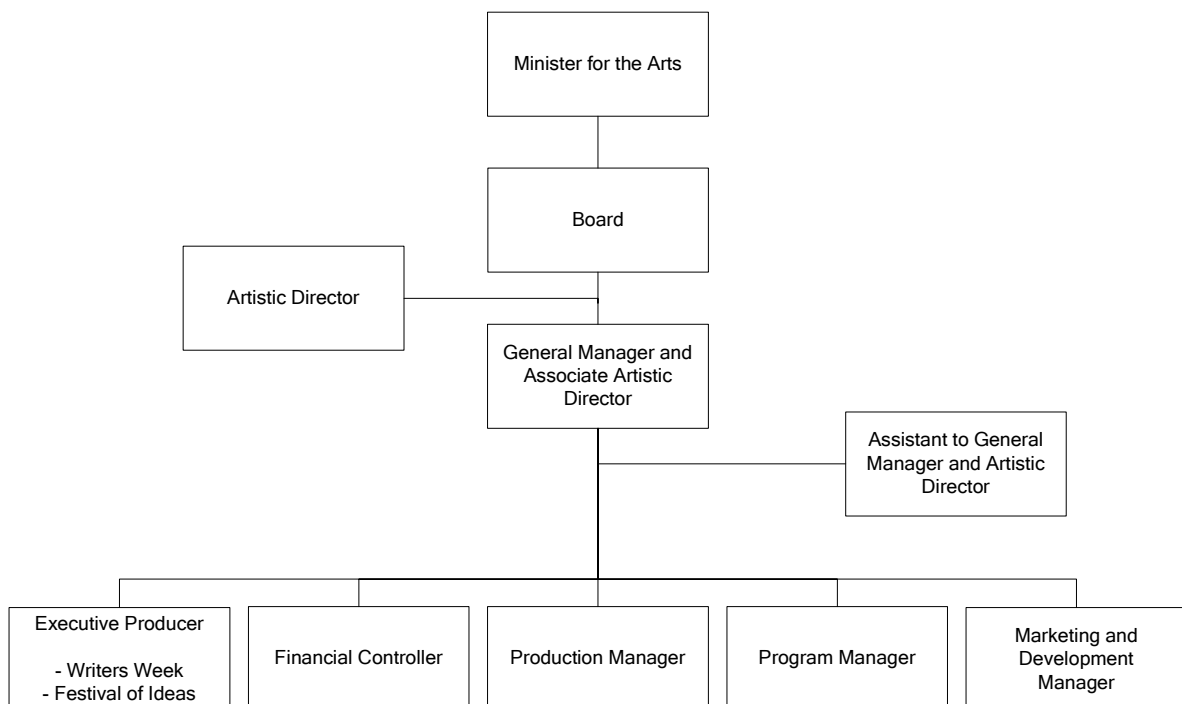 Minister for the Arts
Board
Artistic Director
General Manager and
Associate Artistic
Director
Assistant to General
Manager and Artistic
Director
Executive Producer
- Writers Week
- Festival of Ideas
Financial Controller
Production Manager
Program Manager
Marketing and
Development
Manager